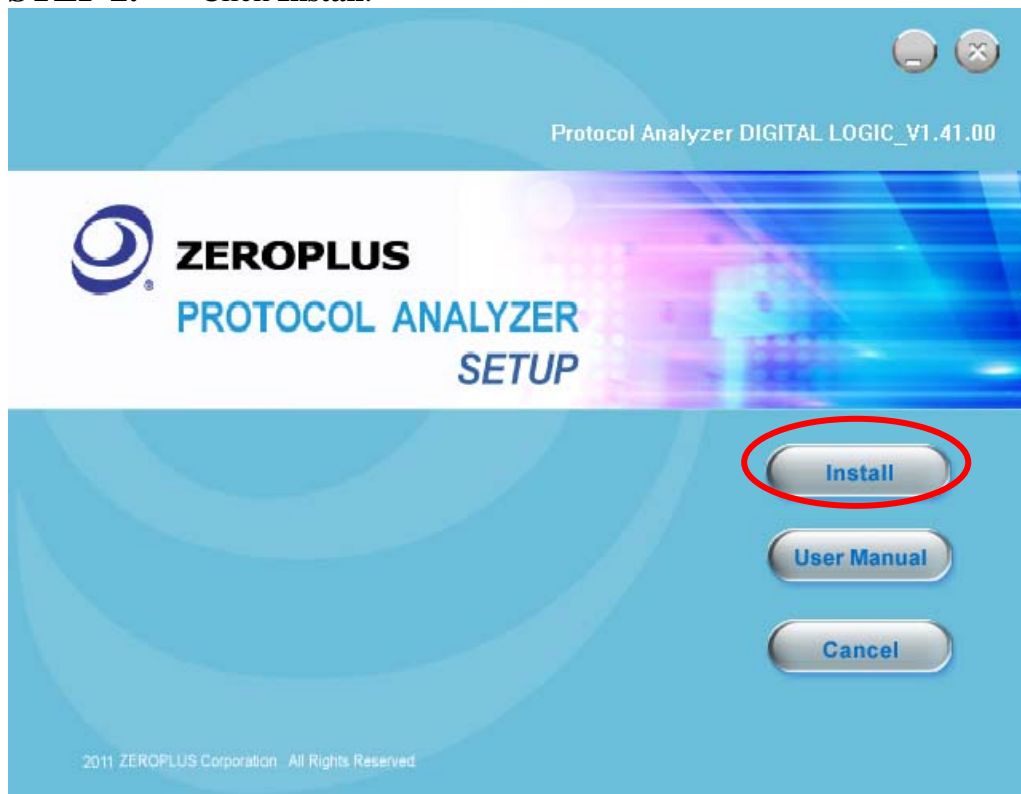 Protocol Analyzer DIGITAL LOGIC_V1.41.00
ZEROPLUS
PROTOCOL ANALYZER
SETUP
Install
User Manual
Cancel
2011 ZEROPLUS Corporation All Rights Reserved